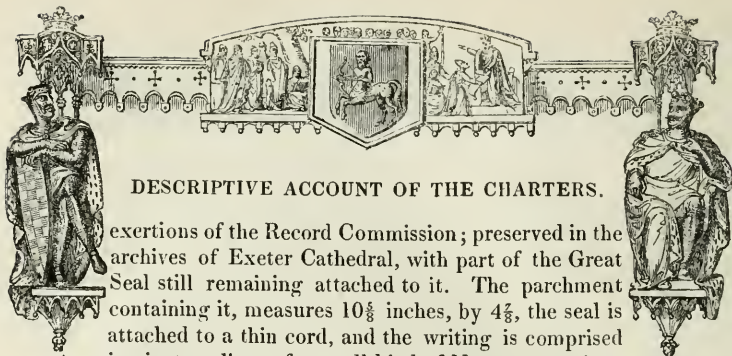 DESCRIPTIVE ACCOUNT OF THE CHARTERS.
exertions of the Record Commission; preserved in the
archives of Exeter Cathedral, with part of the Great
Seal still remaining attached to it. The parchment
containing it, measures 10⅝ inches, by 4⅞, the seal is
attached to a thin cord, and the writing is comprised